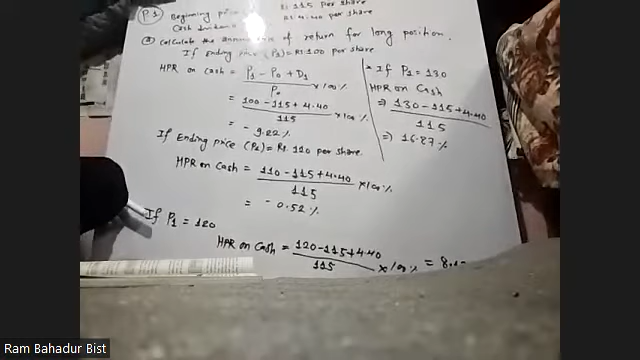 P.1 Beginning
Rs 115 per share
Cash
Rs 4.40 per share
a) Calculate the of return for long position.
If ending price (P1) = Rs 100 per share
HPR on cash = P1 - P0 + D1 / P0 × 100%
= 100 - 115 + 4.40 / 115 × 100%
= - 9.22 %
If Ending price (P1) = Rs. 110 per share.
HPR on Cash = 110 - 115 + 4.40 / 115 × 100%
= - 0.52 %
If P1 = 120
HPR on Cash = 120 - 115 + 4.40 / 115 × 100% = 8.
* If P1 = 130
HPR on Cash
⇒ 130 - 115 + 4.40 / 115
⇒ 16.87 %
Ram Bahadur Bist